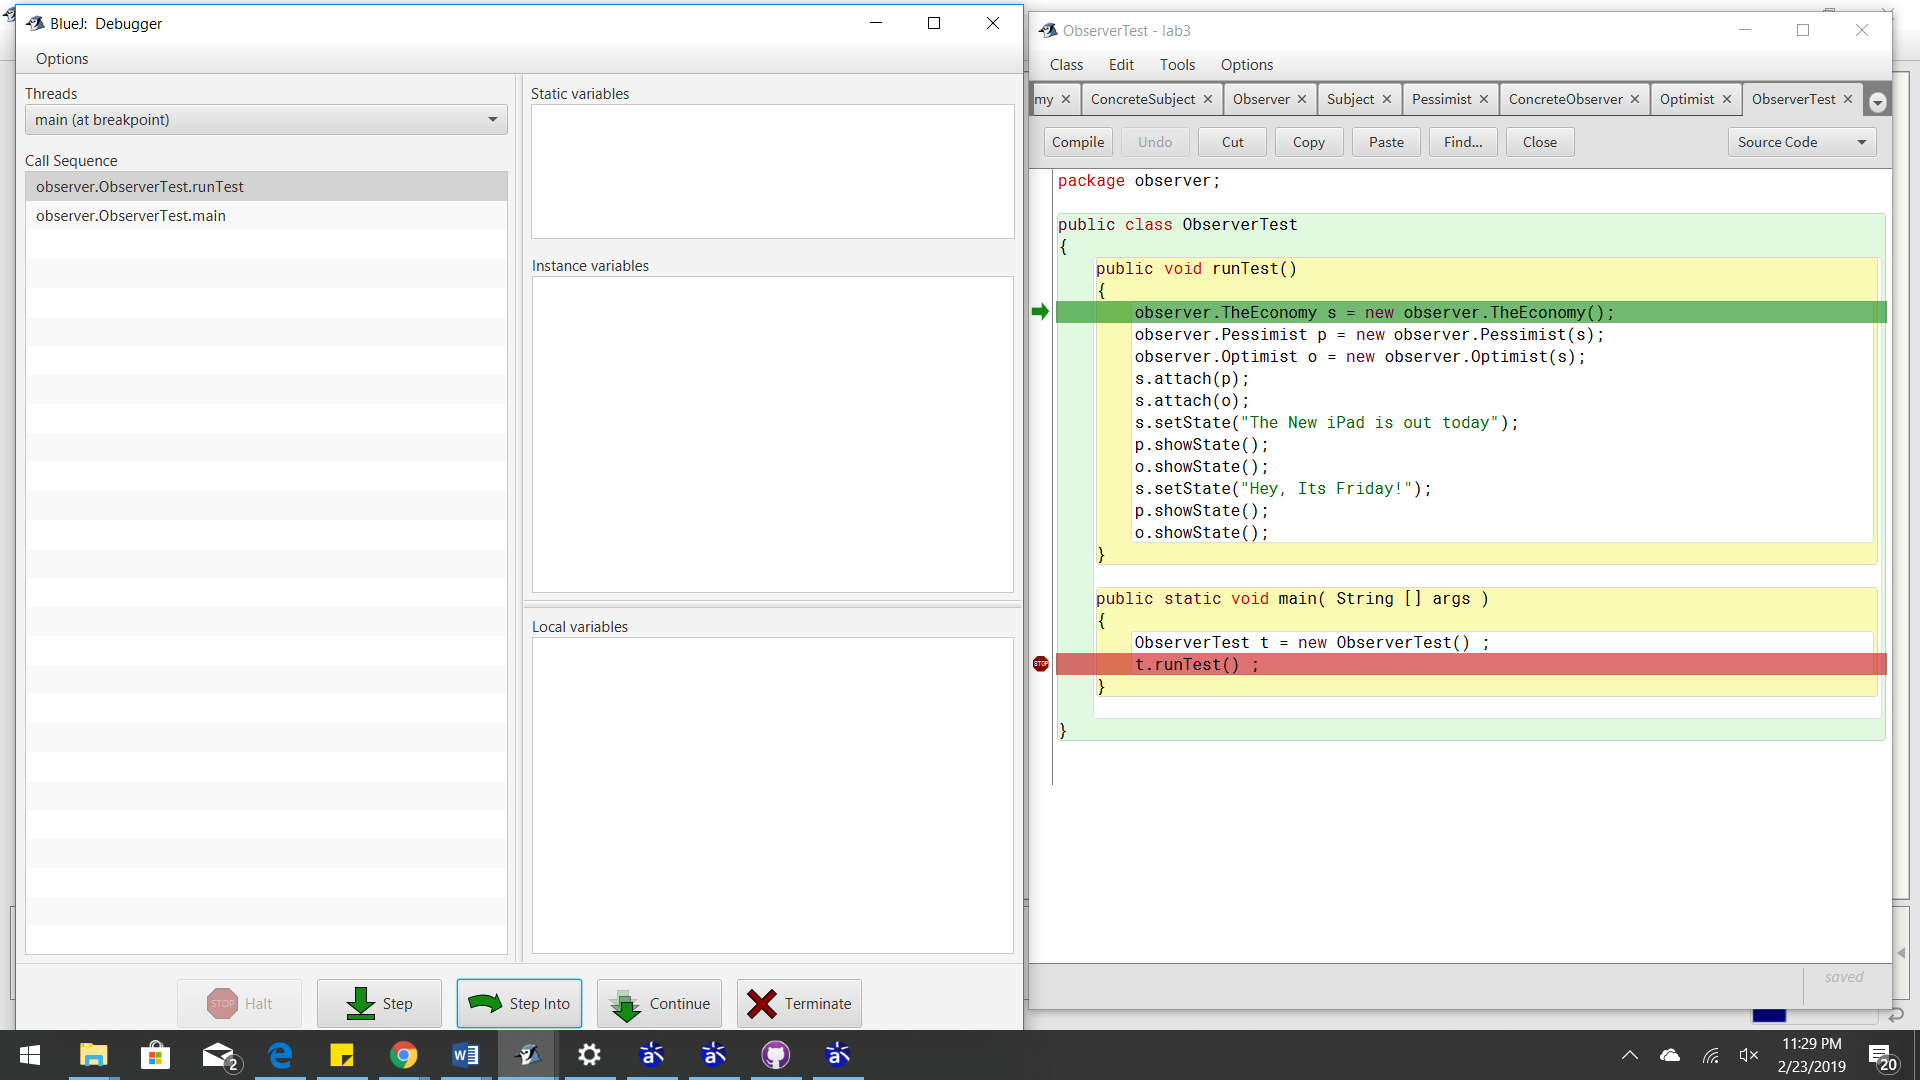 BlueJ: Debugger
Options
Threads
main (at breakpoint)
Call Sequence
observer.ObserverTest.runTest
observer.ObserverTest.main
Static variables
Instance variables
Local variables
STOP Halt
Step
Step Into
Continue
Terminate
ObserverTest - lab3
Class Edit Tools Options
my × ConcreteSubject × Observer × Subject × Pessimist × ConcreteObserver × Optimist × ObserverTest ×
Compile Undo Cut Copy Paste Find... Close Source Code
package observer;
public class ObserverTest
{
public void runTest()
{
observer.TheEconomy s = new observer.TheEconomy();
observer.Pessimist p = new observer.Pessimist(s);
observer.Optimist o = new observer.Optimist(s);
s.attach(p);
s.attach(o);
s.setState("The New iPad is out today");
p.showState();
o.showState();
s.setState("Hey, Its Friday!");
p.showState();
o.showState();
}
public static void main( String [] args )
{
ObserverTest t = new ObserverTest() ;
STOP t.runTest() ;
}
}
saved
2
11:29 PM
2/23/2019
20